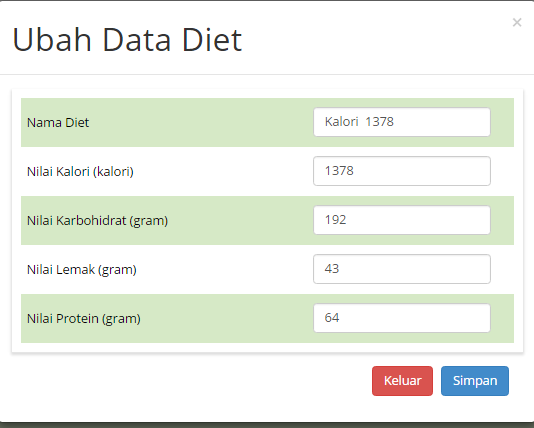 Ubah Data Diet
×
Nama Diet Kalori 1378
Nilai Kalori (kalori) 1378
Nilai Karbohidrat (gram) 192
Nilai Lemak (gram) 43
Nilai Protein (gram) 64
Keluar Simpan